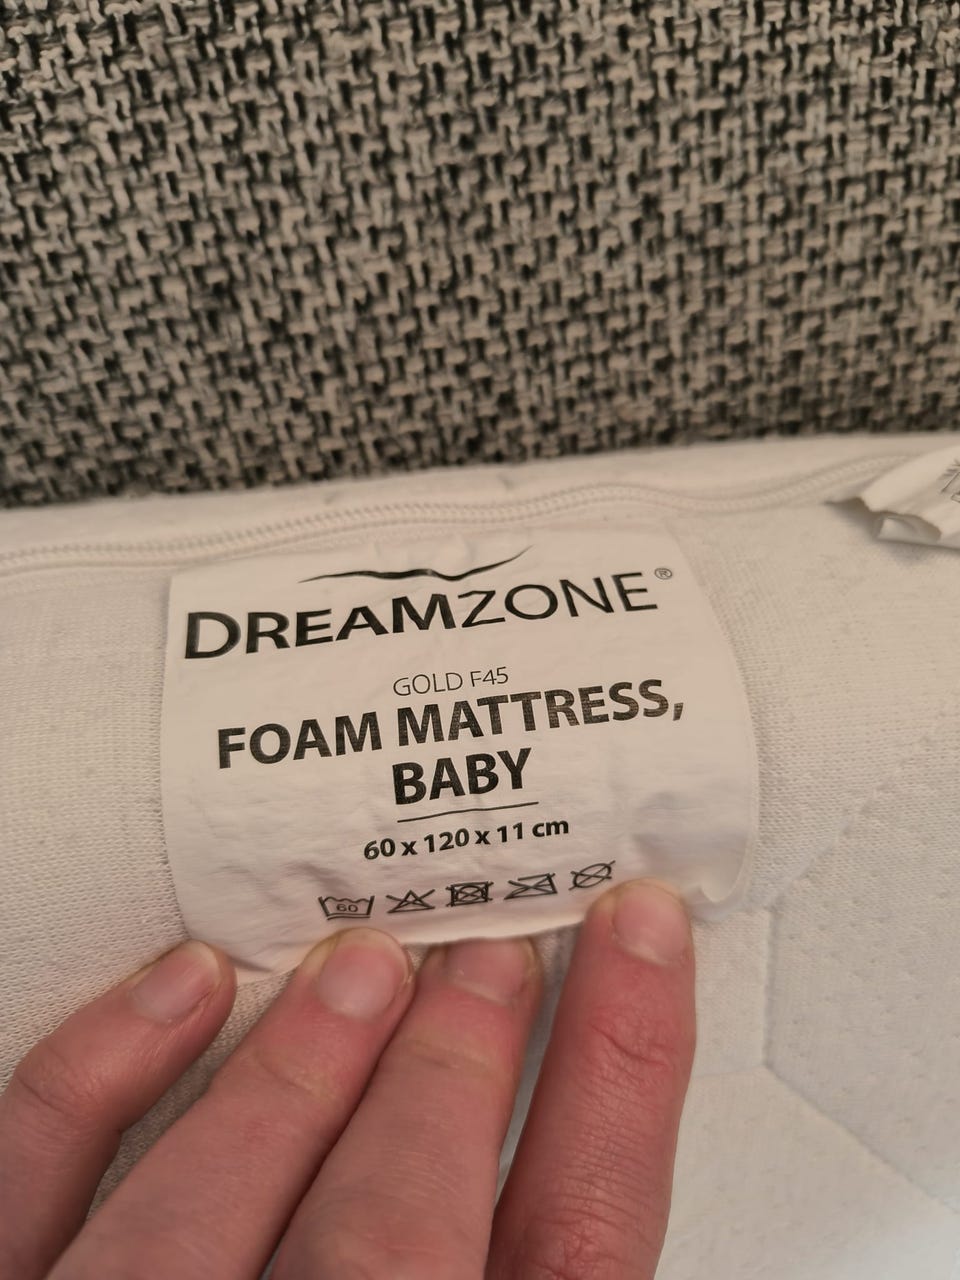 DREAMZONE®
GOLD F45
FOAM MATTRESS,
BABY
60 x 120 x 11 cm
60